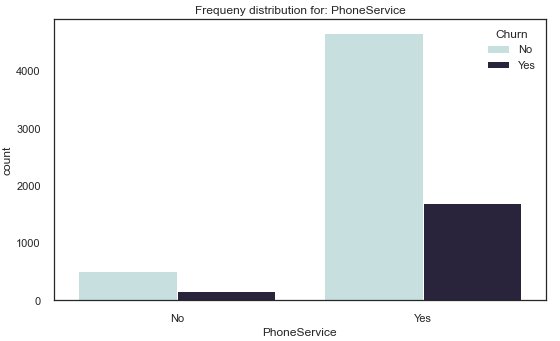 Frequeny distribution for: PhoneService
Churn
No
Yes
4000
3000
2000
1000
0
count
No
Yes
PhoneService